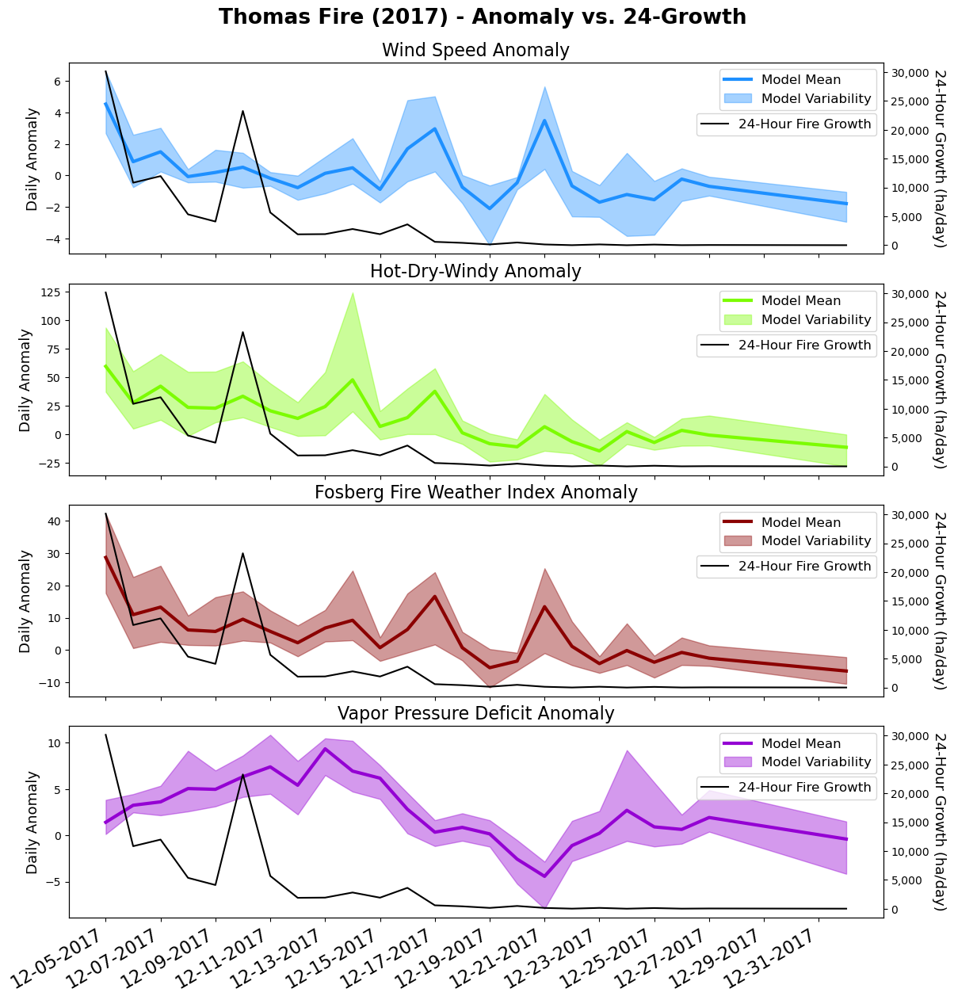 Thomas Fire (2017) - Anomaly vs. 24-Growth
Wind Speed Anomaly
Daily Anomaly
6
4
2
0
−2
−4
Model Mean
Model Variability
24-Hour Fire Growth
30,000
25,000
20,000
15,000
10,000
5,000
0
24-Hour Growth (ha/day)
Hot-Dry-Windy Anomaly
Daily Anomaly
125
100
75
50
25
0
−25
Model Mean
Model Variability
24-Hour Fire Growth
30,000
25,000
20,000
15,000
10,000
5,000
0
24-Hour Growth (ha/day)
Fosberg Fire Weather Index Anomaly
Daily Anomaly
40
30
20
10
0
−10
Model Mean
Model Variability
24-Hour Fire Growth
30,000
25,000
20,000
15,000
10,000
5,000
0
24-Hour Growth (ha/day)
Vapor Pressure Deficit Anomaly
Daily Anomaly
10
5
0
−5
Model Mean
Model Variability
24-Hour Fire Growth
30,000
25,000
20,000
15,000
10,000
5,000
0
24-Hour Growth (ha/day)
12-05-2017
12-07-2017
12-09-2017
12-11-2017
12-13-2017
12-15-2017
12-17-2017
12-19-2017
12-21-2017
12-23-2017
12-25-2017
12-27-2017
12-29-2017
12-31-2017